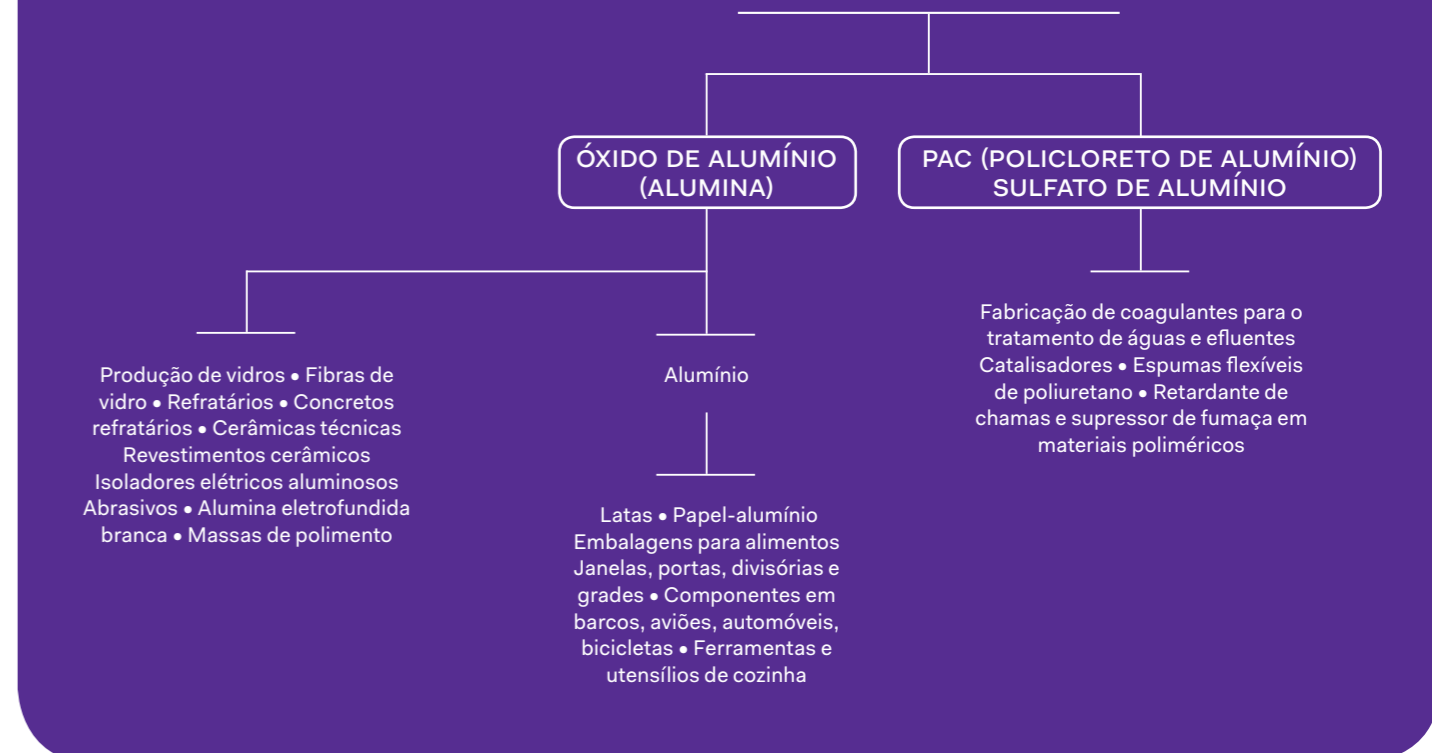 ÓXIDO DE ALUMÍNIO
(ALUMINA)
PAC (POLICLORETO DE ALUMÍNIO)
SULFATO DE ALUMÍNIO
Produção de vidros • Fibras de
vidro • Refratários • Concretos
refratários • Cerâmicas técnicas
Revestimentos cerâmicos
Isoladores elétricos aluminosos
Abrasivos • Alumina eletrofundida
branca • Massas de polimento
Alumínio
Latas • Papel-alumínio
Embalagens para alimentos
Janelas, portas, divisórias e
grades • Componentes em
barcos, aviões, automóveis,
bicicletas • Ferramentas e
utensílios de cozinha
Fabricação de coagulantes para o
tratamento de águas e efluentes
Catalisadores • Espumas flexíveis
de poliuretano • Retardante de
chamas e supressor de fumaça em
materiais poliméricos